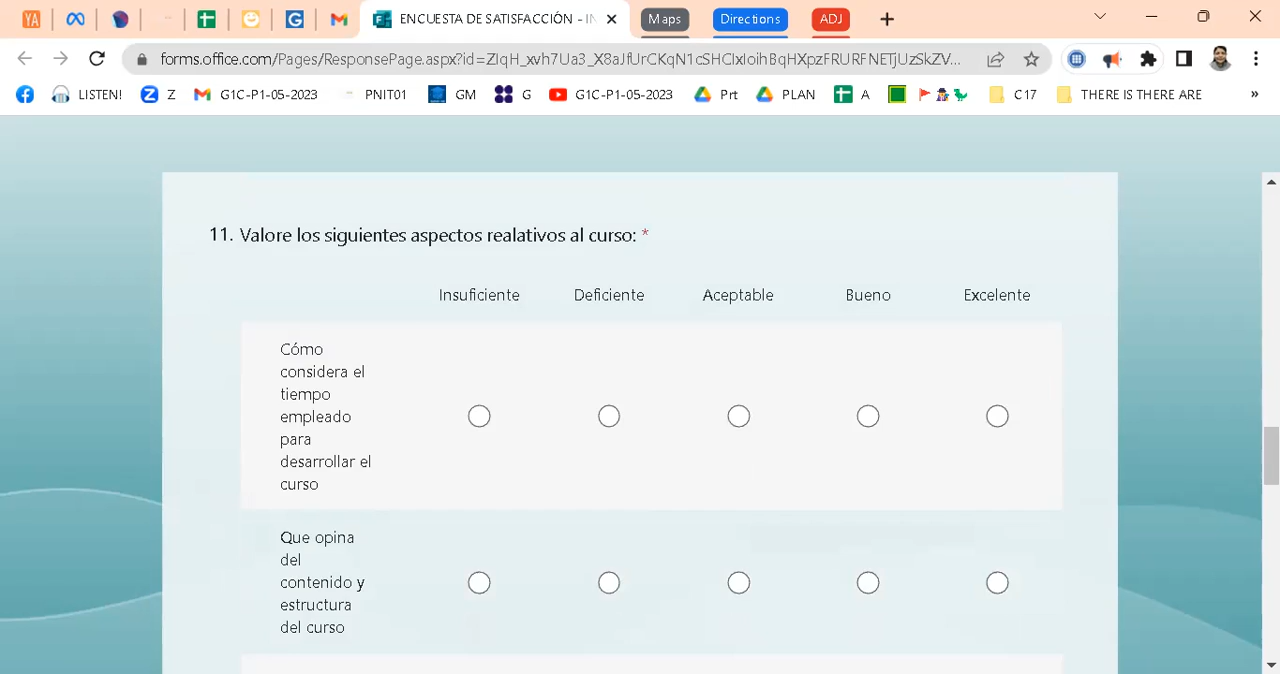 YA
G
ENCUESTA DE SATISFACCIÓN - IN
Maps
Directions
ADJ
forms.office.com/Pages/ResponsePage.aspx?id=ZIqH_xvh7Ua3_X8aJfUrCKqN1cSHCIxIoihBqHXpzFRURFNETjUzSkZV...
LISTEN!
Z
G1C-P1-05-2023
PNIT01
GM
G
G1C-P1-05-2023
Prt
PLAN
A
C17
THERE IS THERE ARE
»
11. Valore los siguientes aspectos realativos al curso: *
Insuficiente Deficiente Aceptable Bueno Excelente
Cómo
considera el
tiempo
empleado
para
desarrollar el
curso
Que opina
del
contenido y
estructura
del curso